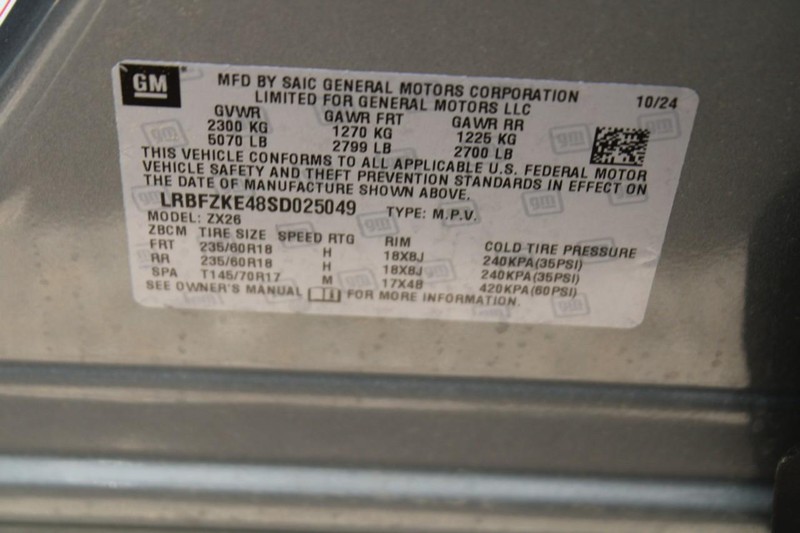 GM
MFD BY SAIC GENERAL MOTORS CORPORATION
LIMITED FOR GENERAL MOTORS LLC
10/24
GVWR GAWR FRT GAWR RR
2300 KG 1270 KG 1225 KG
5070 LB 2799 LB 2700 LB
THIS VEHICLE CONFORMS TO ALL APPLICABLE U.S. FEDERAL MOTOR
VEHICLE SAFETY AND THEFT PREVENTION STANDARDS IN EFFECT ON
THE DATE OF MANUFACTURE SHOWN ABOVE.
LRBFZKE48SD025049 TYPE: M.P.V.
MODEL: ZX26
ZBCM TIRE SIZE SPEED RTG RIM COLD TIRE PRESSURE
FRT 235/60R18 H 18X8J 240KPA(35PSI)
RR 235/60R18 H 18X8J 240KPA(35PSI)
SPA T145/70R17 M 17X4B 420KPA(60PSI)
SEE OWNER'S MANUAL FOR MORE INFORMATION.